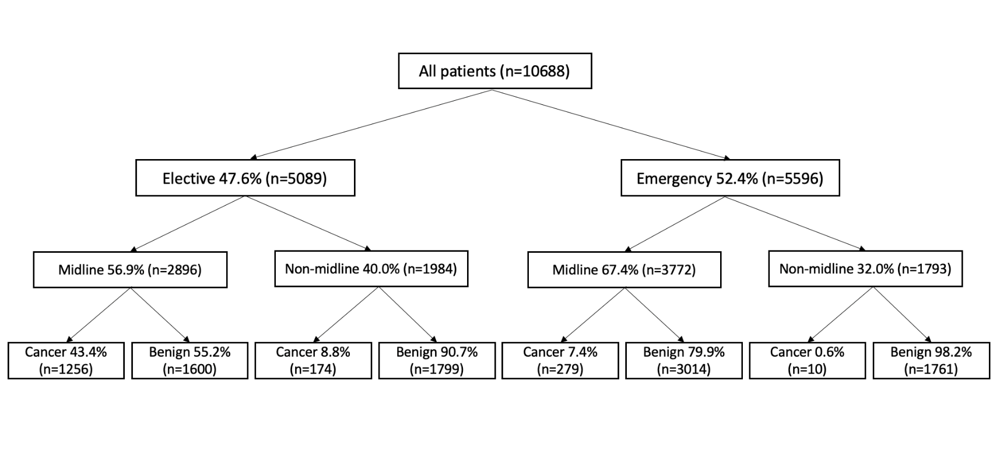 All patients (n=10688)
Elective 47.6% (n=5089)
Emergency 52.4% (n=5596)
Midline 56.9% (n=2896)
Non-midline 40.0% (n=1984)
Midline 67.4% (n=3772)
Non-midline 32.0% (n=1793)
Cancer 43.4%
(n=1256)
Benign 55.2%
(n=1600)
Cancer 8.8%
(n=174)
Benign 90.7%
(n=1799)
Cancer 7.4%
(n=279)
Benign 79.9%
(n=3014)
Cancer 0.6%
(n=10)
Benign 98.2%
(n=1761)